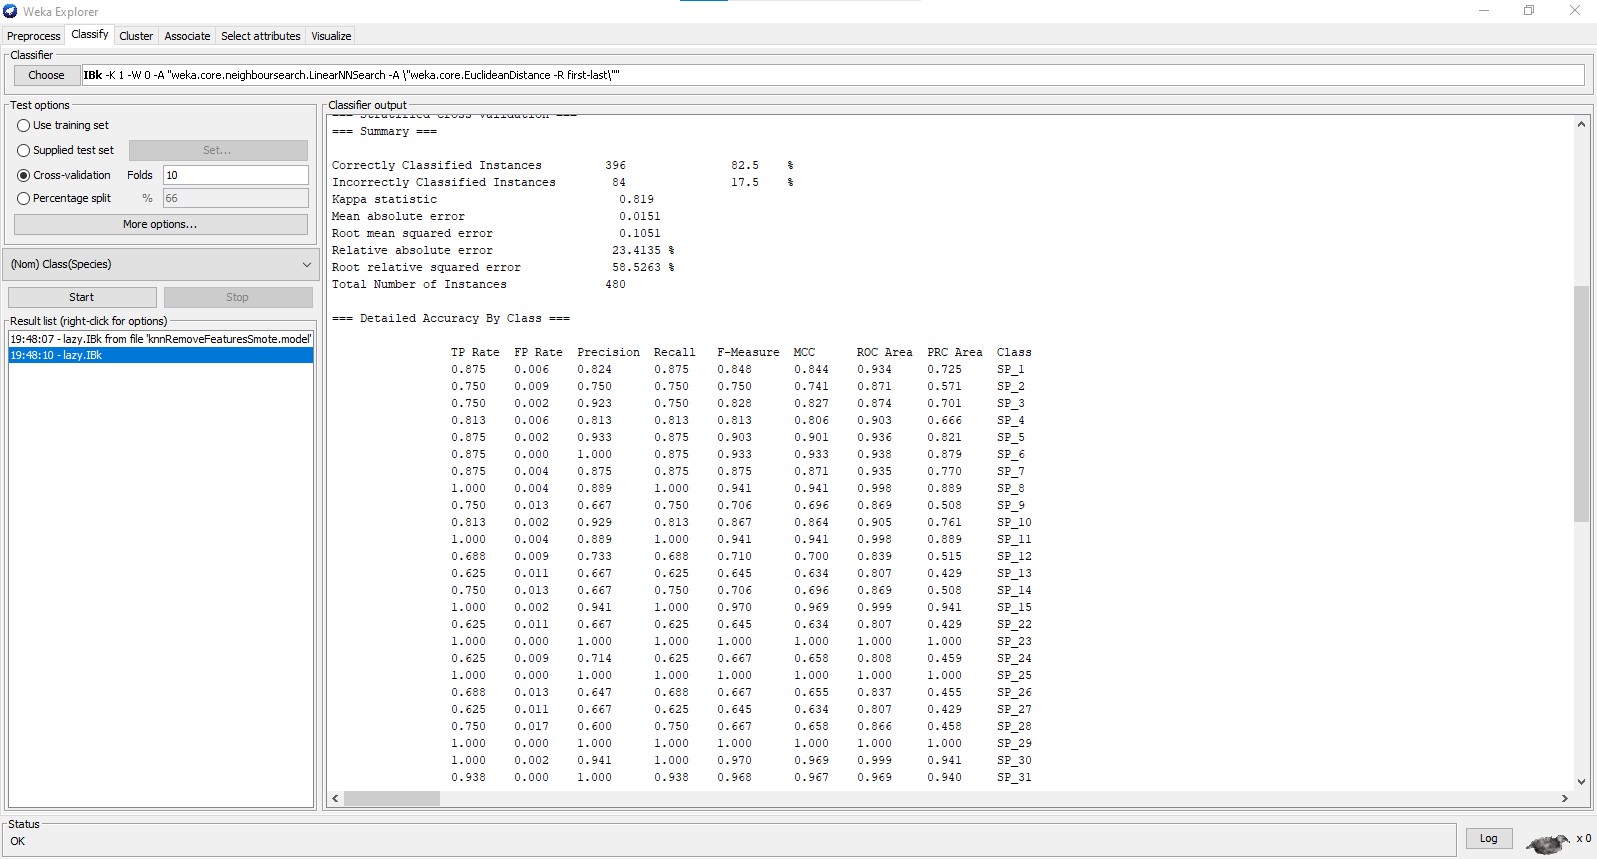 Weka Explorer
Preprocess Classify Cluster Associate Select attributes Visualize
Classifier
Choose IBk -K 1 -W 0 -A "weka.core.neighboursearch.LinearNNSearch -A \"weka.core.EuclideanDistance -R first-last\""
Test options
Use training set
Supplied test set Set...
Cross-validation Folds 10
Percentage split % 66
More options...
(Nom) Class(Species)
Start Stop
Result list (right-click for options)
19:48:07 - lazy.IBk from file 'knnRemoveFeaturesSmote.model'
19:48:10 - lazy.IBk
Classifier output
=== Stratified cross-validation ===
=== Summary ===
Correctly Classified Instances 396 82.5 %
Incorrectly Classified Instances 84 17.5 %
Kappa statistic 0.819
Mean absolute error 0.0151
Root mean squared error 0.1051
Relative absolute error 23.4135 %
Root relative squared error 58.5263 %
Total Number of Instances 480
=== Detailed Accuracy By Class ===
TP Rate FP Rate Precision Recall F-Measure MCC ROC Area PRC Area Class
0.875 0.006 0.824 0.875 0.848 0.844 0.934 0.725 SP_1
0.750 0.009 0.750 0.750 0.750 0.741 0.871 0.571 SP_2
0.750 0.002 0.923 0.750 0.828 0.827 0.874 0.701 SP_3
0.813 0.006 0.813 0.813 0.813 0.806 0.903 0.666 SP_4
0.875 0.002 0.933 0.875 0.903 0.901 0.936 0.821 SP_5
0.875 0.000 1.000 0.875 0.933 0.933 0.938 0.879 SP_6
0.875 0.004 0.875 0.875 0.875 0.871 0.935 0.770 SP_7
1.000 0.004 0.889 1.000 0.941 0.941 0.998 0.889 SP_8
0.750 0.013 0.667 0.750 0.706 0.696 0.869 0.508 SP_9
0.813 0.002 0.929 0.813 0.867 0.864 0.905 0.761 SP_10
1.000 0.004 0.889 1.000 0.941 0.941 0.998 0.889 SP_11
0.688 0.009 0.733 0.688 0.710 0.700 0.839 0.515 SP_12
0.625 0.011 0.667 0.625 0.645 0.634 0.807 0.429 SP_13
0.750 0.013 0.667 0.750 0.706 0.696 0.869 0.508 SP_14
1.000 0.002 0.941 1.000 0.970 0.969 0.999 0.941 SP_15
0.625 0.011 0.667 0.625 0.645 0.634 0.807 0.429 SP_22
1.000 0.000 1.000 1.000 1.000 1.000 1.000 1.000 SP_23
0.625 0.009 0.714 0.625 0.667 0.658 0.808 0.459 SP_24
1.000 0.000 1.000 1.000 1.000 1.000 1.000 1.000 SP_25
0.688 0.013 0.647 0.688 0.667 0.655 0.837 0.455 SP_26
0.625 0.011 0.667 0.625 0.645 0.634 0.807 0.429 SP_27
0.750 0.017 0.600 0.750 0.667 0.658 0.866 0.458 SP_28
1.000 0.000 1.000 1.000 1.000 1.000 1.000 1.000 SP_29
1.000 0.002 0.941 1.000 0.970 0.969 0.999 0.941 SP_30
0.938 0.000 1.000 0.938 0.968 0.967 0.969 0.940 SP_31
Status
OK
Log x 0